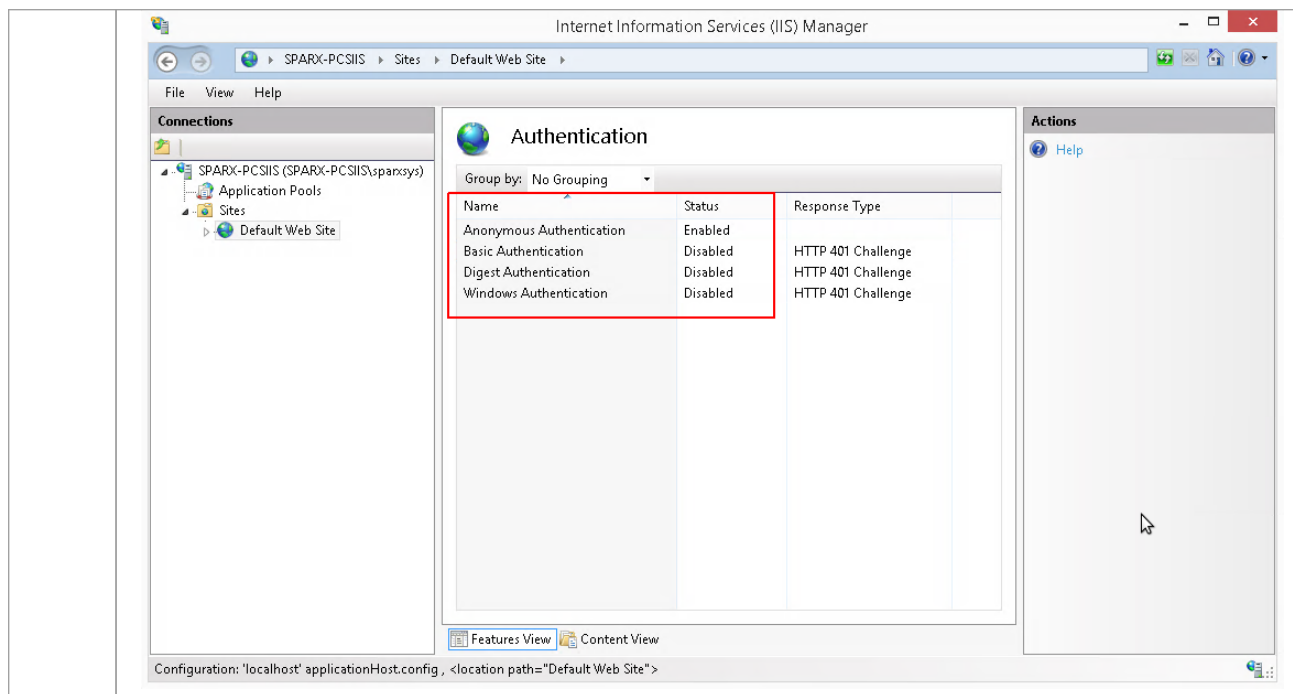 Internet Information Services (IIS) Manager
SPARX-PCSIIS Sites Default Web Site
File View Help
Connections
SPARX-PCSIIS (SPARX-PCSIIS\sparxsys)
Application Pools
Sites
Default Web Site
Authentication
Group by: No Grouping
Name Status Response Type
Anonymous Authentication Enabled
Basic Authentication Disabled HTTP 401 Challenge
Digest Authentication Disabled HTTP 401 Challenge
Windows Authentication Disabled HTTP 401 Challenge
Features View Content View
Actions
Help
Configuration: 'localhost' applicationHost.config , <location path="Default Web Site">